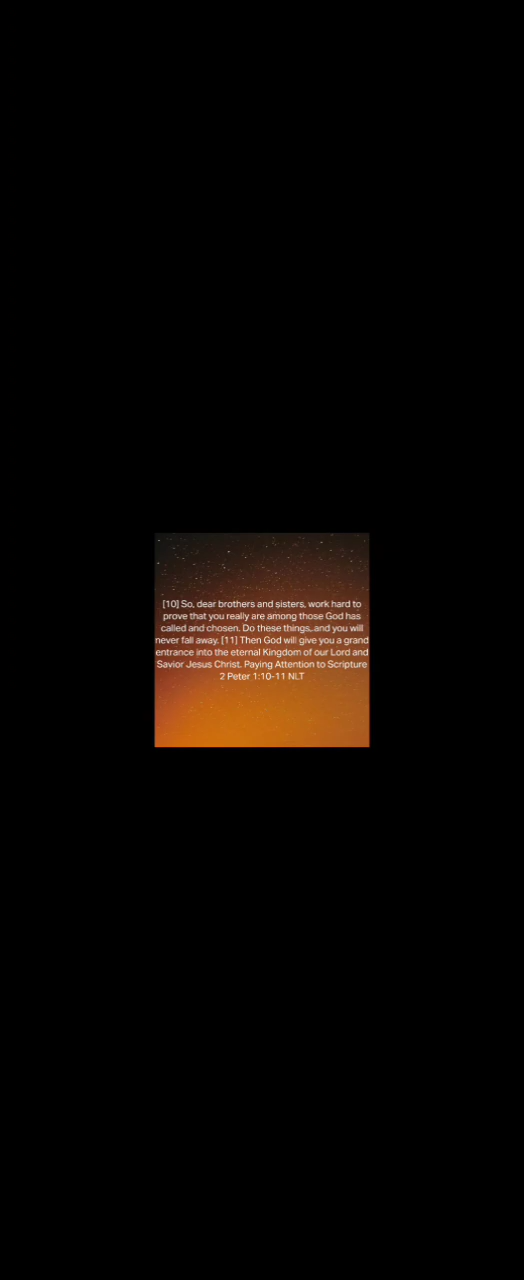 [10] So, dear brothers and sisters, work hard to
prove that you really are among those God has
called and chosen. Do these things, and you will
never fall away. [11] Then God will give you a grand
entrance into the eternal Kingdom of our Lord and
Savior Jesus Christ. Paying Attention to Scripture
2 Peter 1:10-11 NLT